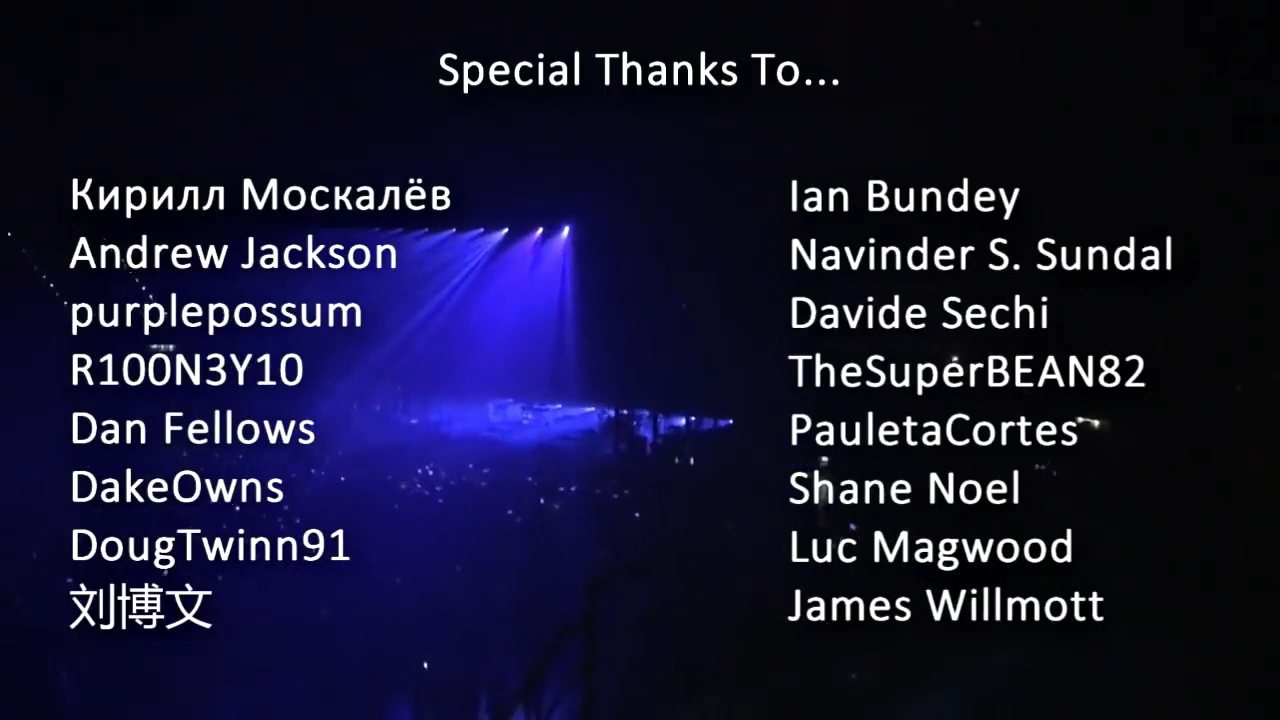 Special Thanks To...
Кирилл Москалёв
Andrew Jackson
purplepossum
R100N3Y10
Dan Fellows
DakeOwns
DougTwinn91
刘博文
Ian Bundey
Navinder S. Sundal
Davide Sechi
TheSuperBEAN82
PauletaCortes
Shane Noel
Luc Magwood
James Willmott